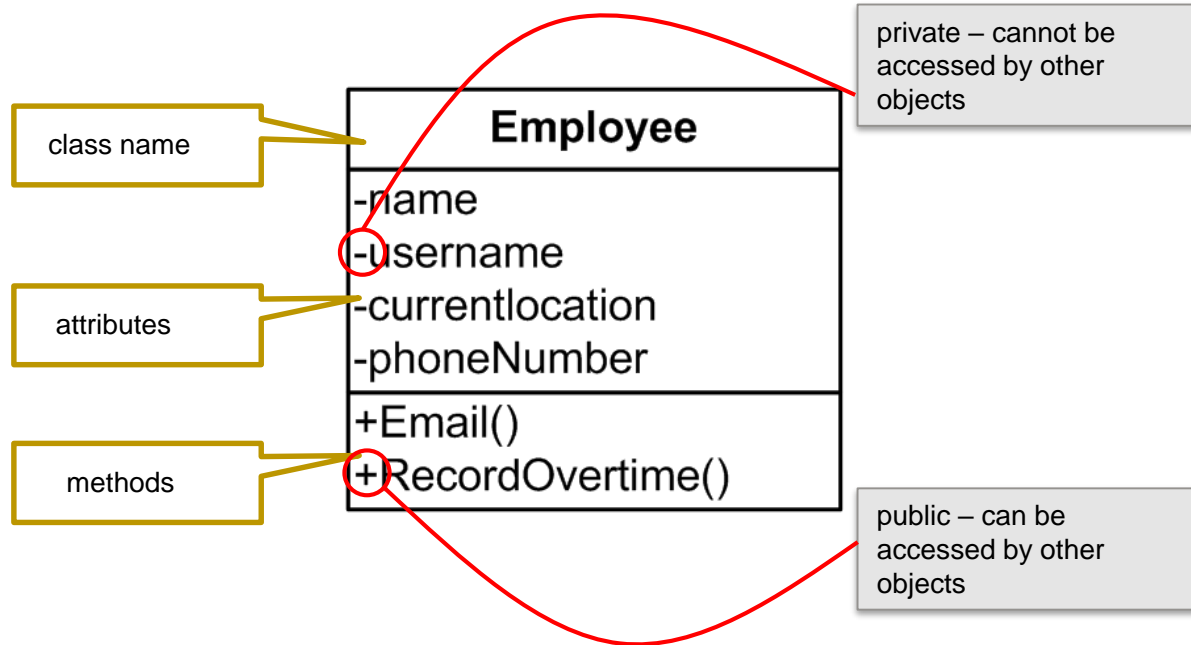 private – cannot be
accessed by other
objects
class name
Employee
-name
-username
-currentlocation
-phoneNumber
attributes
+Email()
+RecordOvertime()
methods
public – can be
accessed by other
objects